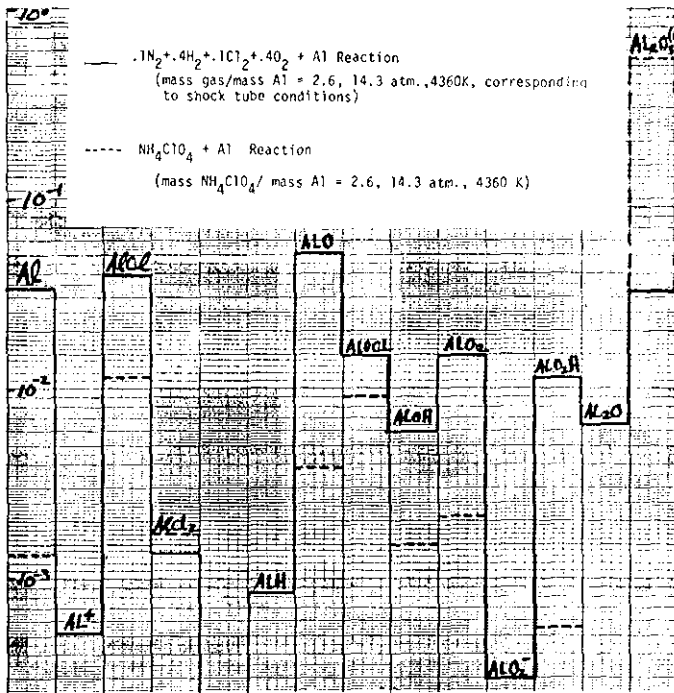 10⁰
.1N₂+.4H₂+.1Cl₂+.4O₂ + Al Reaction
(mass gas/mass Al = 2.6, 14.3 atm.,4360K, corresponding
to shock tube conditions)
NH₄ClO₄ + Al Reaction
(mass NH₄ClO₄/ mass Al = 2.6, 14.3 atm., 4360 K)
10⁻¹
Al
AlCl
ALO
ALOCL
ALO₂
ALO₂H
10⁻²
ALOH
AL₂O
AlCl₂
10⁻³
ALH
AL⁺
ALO₂⁻